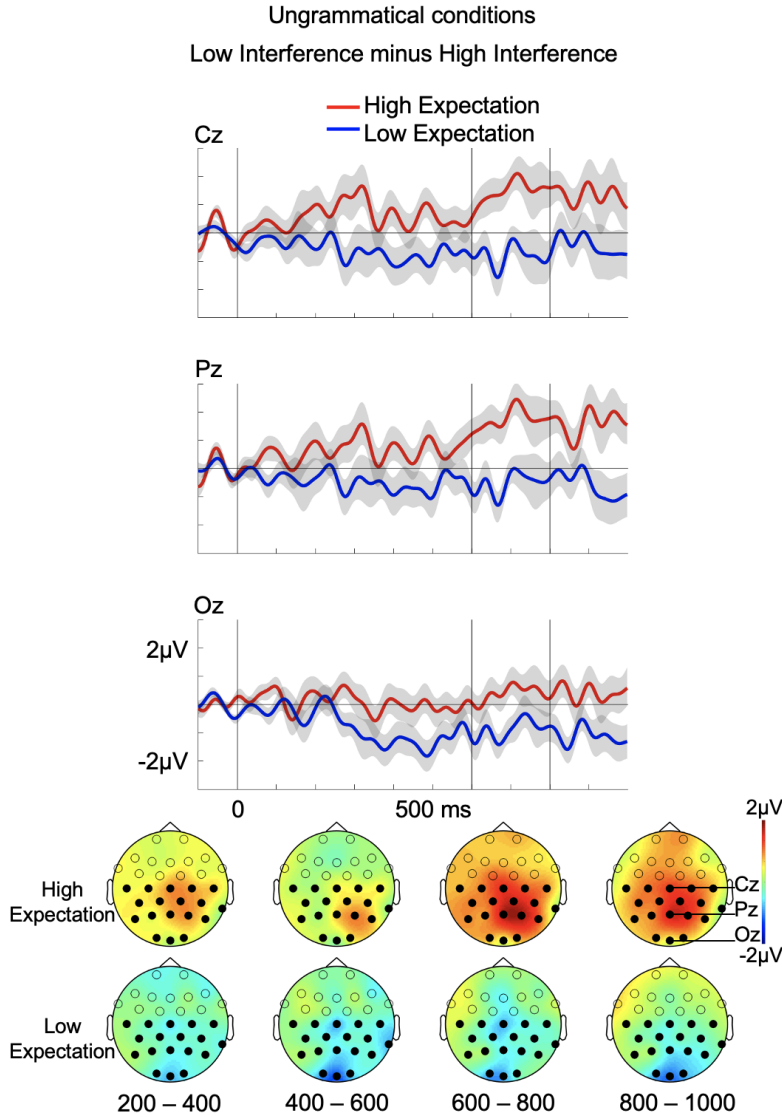 Ungrammatical conditions
Low Interference minus High Interference
High Expectation
Low Expectation
Cz
Pz
Oz
2µV
-2µV
0 500 ms
2µV
High
Expectation
Cz
Pz
Oz
-2µV
Low
Expectation
200 – 400 400 – 600 600 – 800 800 – 1000